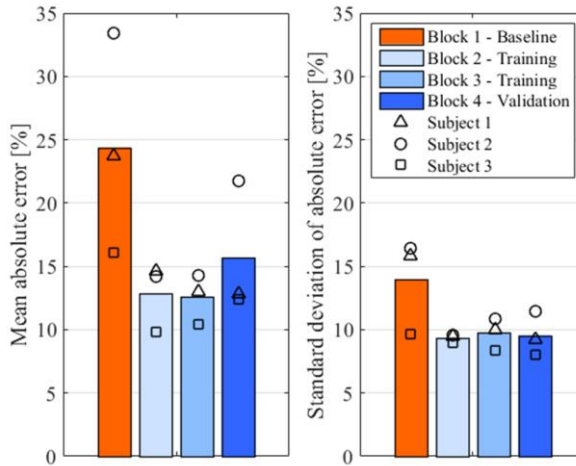 Mean absolute error [%]
35
30
25
20
15
10
5
0
Standard deviation of absolute error [%]
35
30
25
20
15
10
5
0
Block 1 - Baseline
Block 2 - Training
Block 3 - Training
Block 4 - Validation
Subject 1
Subject 2
Subject 3